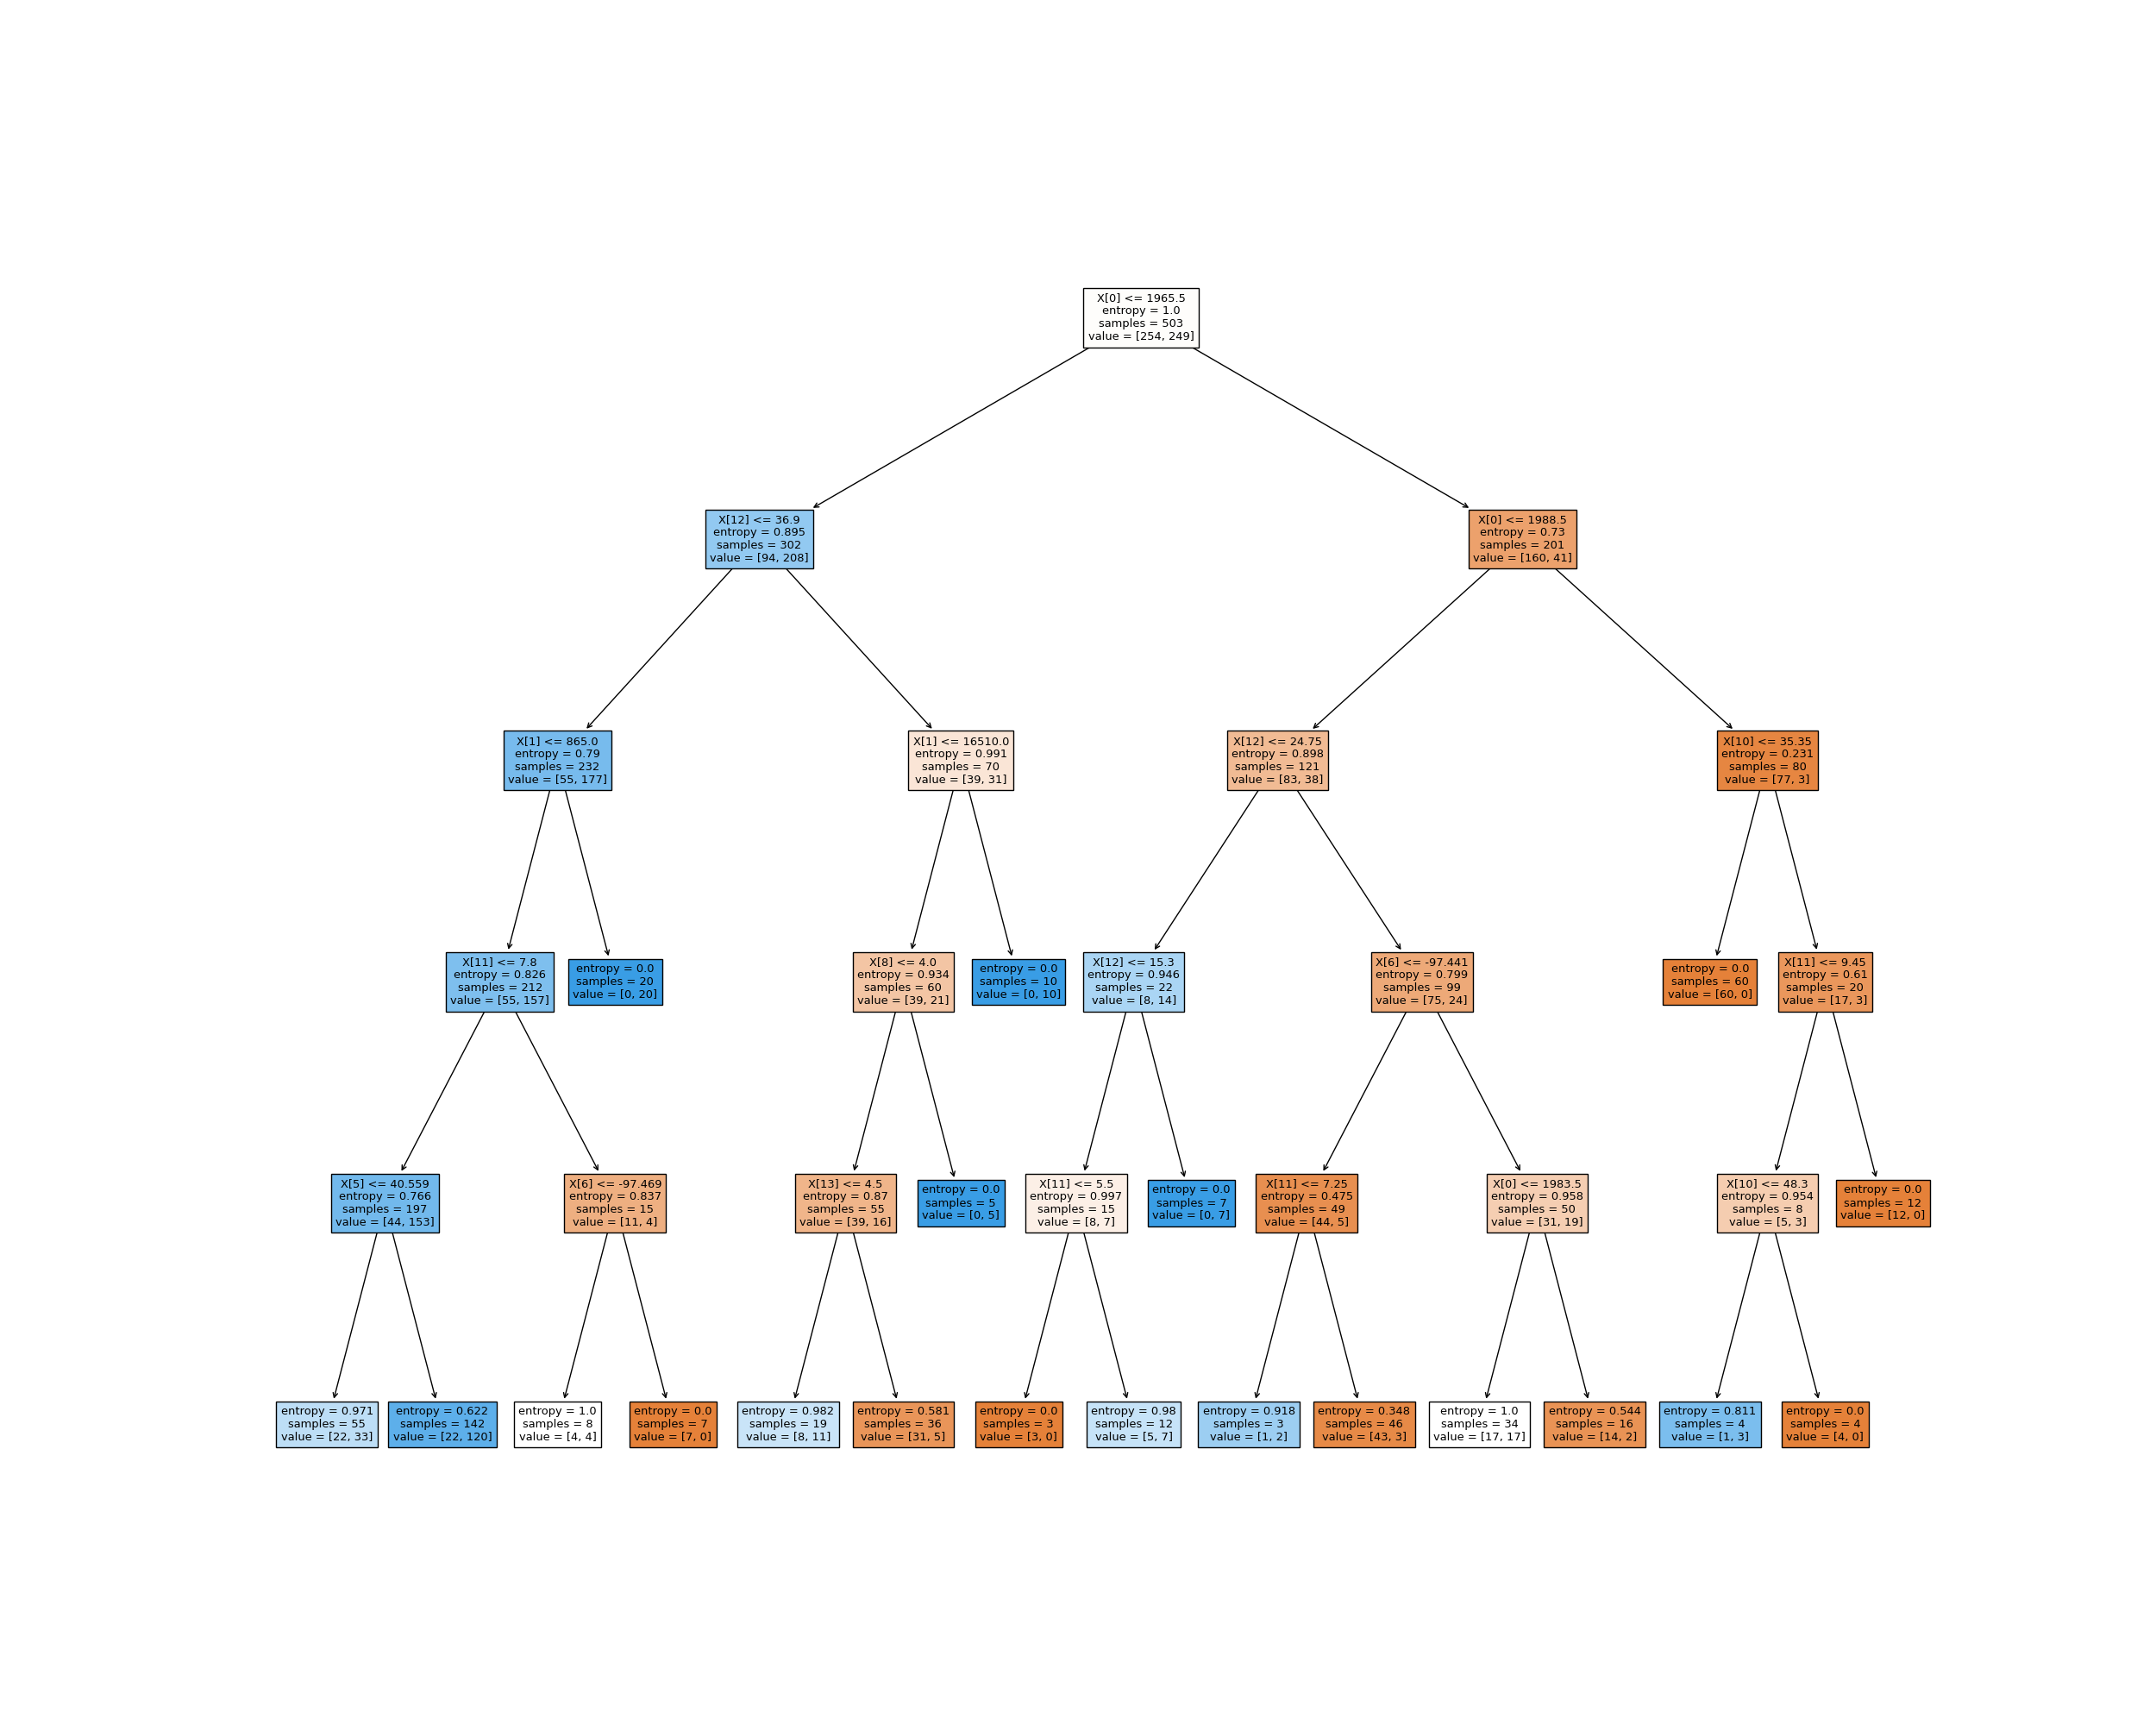 X[0] <= 1965.5
entropy = 1.0
samples = 503
value = [254, 249]
X[12] <= 36.9
entropy = 0.895
samples = 302
value = [94, 208]
X[0] <= 1988.5
entropy = 0.73
samples = 201
value = [160, 41]
X[1] <= 865.0
entropy = 0.79
samples = 232
value = [55, 177]
X[1] <= 16510.0
entropy = 0.991
samples = 70
value = [39, 31]
X[12] <= 24.75
entropy = 0.898
samples = 121
value = [83, 38]
X[10] <= 35.35
entropy = 0.231
samples = 80
value = [77, 3]
X[11] <= 7.8
entropy = 0.826
samples = 212
value = [55, 157]
entropy = 0.0
samples = 20
value = [0, 20]
X[8] <= 4.0
entropy = 0.934
samples = 60
value = [39, 21]
entropy = 0.0
samples = 10
value = [0, 10]
X[12] <= 15.3
entropy = 0.946
samples = 22
value = [8, 14]
X[6] <= -97.441
entropy = 0.799
samples = 99
value = [75, 24]
entropy = 0.0
samples = 60
value = [60, 0]
X[11] <= 9.45
entropy = 0.61
samples = 20
value = [17, 3]
X[5] <= 40.559
entropy = 0.766
samples = 197
value = [44, 153]
X[6] <= -97.469
entropy = 0.837
samples = 15
value = [11, 4]
X[13] <= 4.5
entropy = 0.87
samples = 55
value = [39, 16]
entropy = 0.0
samples = 5
value = [0, 5]
X[11] <= 5.5
entropy = 0.997
samples = 15
value = [8, 7]
entropy = 0.0
samples = 7
value = [0, 7]
X[11] <= 7.25
entropy = 0.475
samples = 49
value = [44, 5]
X[0] <= 1983.5
entropy = 0.958
samples = 50
value = [31, 19]
X[10] <= 48.3
entropy = 0.954
samples = 8
value = [5, 3]
entropy = 0.0
samples = 12
value = [12, 0]
entropy = 0.971
samples = 55
value = [22, 33]
entropy = 0.622
samples = 142
value = [22, 120]
entropy = 1.0
samples = 8
value = [4, 4]
entropy = 0.0
samples = 7
value = [7, 0]
entropy = 0.982
samples = 19
value = [8, 11]
entropy = 0.581
samples = 36
value = [31, 5]
entropy = 0.0
samples = 3
value = [3, 0]
entropy = 0.98
samples = 12
value = [5, 7]
entropy = 0.918
samples = 3
value = [1, 2]
entropy = 0.348
samples = 46
value = [43, 3]
entropy = 1.0
samples = 34
value = [17, 17]
entropy = 0.544
samples = 16
value = [14, 2]
entropy = 0.811
samples = 4
value = [1, 3]
entropy = 0.0
samples = 4
value = [4, 0]